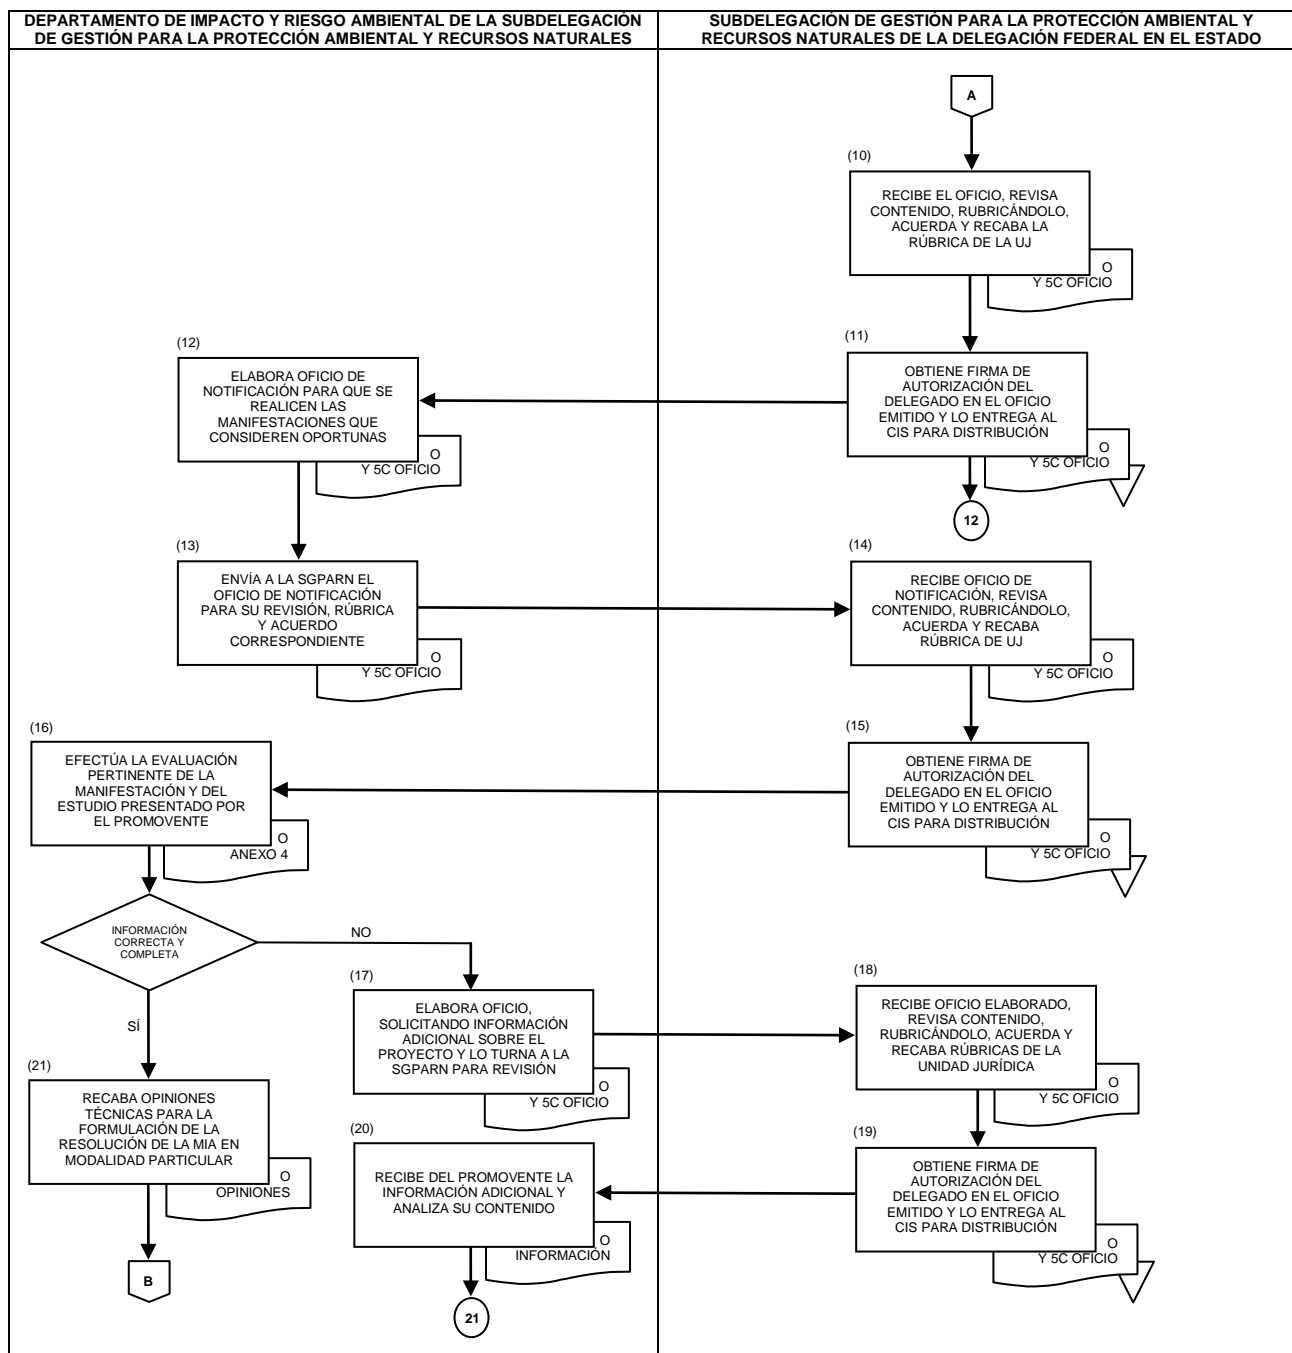 DEPARTAMENTO DE IMPACTO Y RIESGO AMBIENTAL DE LA SUBDELEGACIÓN
DE GESTIÓN PARA LA PROTECCIÓN AMBIENTAL Y RECURSOS NATURALES
SUBDELEGACIÓN DE GESTIÓN PARA LA PROTECCIÓN AMBIENTAL Y
RECURSOS NATURALES DE LA DELEGACIÓN FEDERAL EN EL ESTADO
A
(10)
RECIBE EL OFICIO, REVISA
CONTENIDO, RUBRICÁNDOLO,
ACUERDA Y RECABA LA
RÚBRICA DE LA UJ
O
Y 5C OFICIO
(11)
OBTIENE FIRMA DE
AUTORIZACIÓN DEL
DELEGADO EN EL OFICIO
EMITIDO Y LO ENTREGA AL
CIS PARA DISTRIBUCIÓN
O
Y 5C OFICIO
12
(12)
ELABORA OFICIO DE
NOTIFICACIÓN PARA QUE SE
REALICEN LAS
MANIFESTACIONES QUE
CONSIDEREN OPORTUNAS
O
Y 5C OFICIO
(13)
ENVÍA A LA SGPARN EL
OFICIO DE NOTIFICACIÓN
PARA SU REVISIÓN, RÚBRICA
Y ACUERDO
CORRESPONDIENTE
O
Y 5C OFICIO
(14)
RECIBE OFICIO DE
NOTIFICACIÓN, REVISA
CONTENIDO, RUBRICÁNDOLO,
ACUERDA Y RECABA
RÚBRICA DE UJ
O
Y 5C OFICIO
(15)
OBTIENE FIRMA DE
AUTORIZACIÓN DEL
DELEGADO EN EL OFICIO
EMITIDO Y LO ENTREGA AL
CIS PARA DISTRIBUCIÓN
O
Y 5C OFICIO
(16)
EFECTÚA LA EVALUACIÓN
PERTINENTE DE LA
MANIFESTACIÓN Y DEL
ESTUDIO PRESENTADO POR
EL PROMOVENTE
O
ANEXO 4
INFORMACIÓN
CORRECTA Y
COMPLETA
NO
SÍ
(17)
ELABORA OFICIO,
SOLICITANDO INFORMACIÓN
ADICIONAL SOBRE EL
PROYECTO Y LO TURNA A LA
SGPARN PARA REVISIÓN
O
Y 5C OFICIO
(18)
RECIBE OFICIO ELABORADO,
REVISA CONTENIDO,
RUBRICÁNDOLO, ACUERDA Y
RECABA RÚBRICAS DE LA
UNIDAD JURÍDICA
O
Y 5C OFICIO
(19)
OBTIENE FIRMA DE
AUTORIZACIÓN DEL
DELEGADO EN EL OFICIO
EMITIDO Y LO ENTREGA AL
CIS PARA DISTRIBUCIÓN
O
Y 5C OFICIO
(20)
RECIBE DEL PROMOVENTE LA
INFORMACIÓN ADICIONAL Y
ANALIZA SU CONTENIDO
O
INFORMACIÓN
21
(21)
RECABA OPINIONES
TÉCNICAS PARA LA
FORMULACIÓN DE LA
RESOLUCIÓN DE LA MIA EN
MODALIDAD PARTICULAR
O
OPINIONES
B